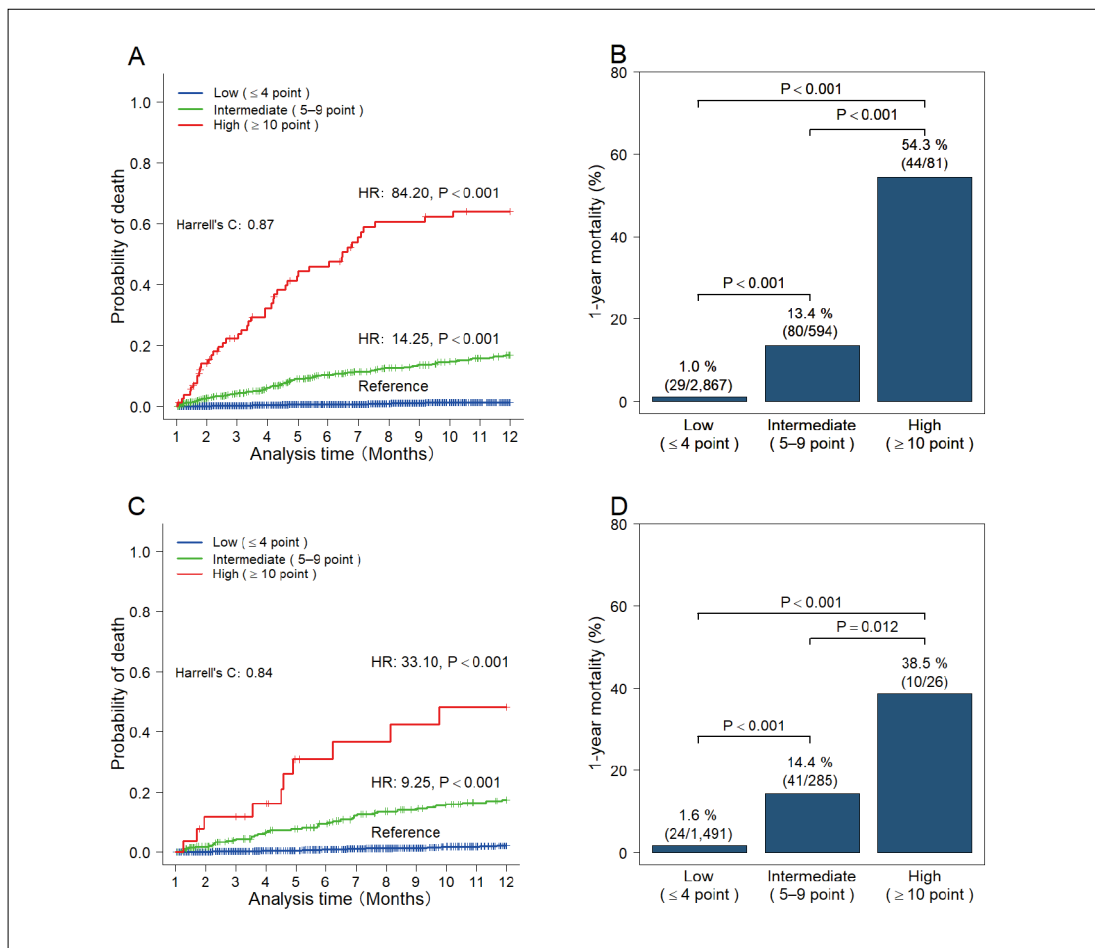 A
Low ( ≤ 4 point )
Intermediate ( 5–9 point )
High ( ≥ 10 point )
1.0
0.8
0.6
0.4
0.2
0.0
Probability of death
HR: 84.20, P < 0.001
Harrell's C: 0.87
HR: 14.25, P < 0.001
Reference
1 2 3 4 5 6 7 8 9 10 11 12
Analysis time (Months)
B
80
60
40
20
0
1-year mortality (%)
P < 0.001
P < 0.001
54.3 %
(44/81)
P < 0.001
13.4 %
(80/594)
1.0 %
(29/2,867)
Low Intermediate High
( ≤ 4 point ) ( 5–9 point ) ( ≥ 10 point )
C
Low ( ≤ 4 point )
Intermediate ( 5–9 point )
High ( ≥ 10 point )
1.0
0.8
0.6
0.4
0.2
0.0
Probability of death
HR: 33.10, P < 0.001
Harrell's C: 0.84
HR: 9.25, P < 0.001
Reference
1 2 3 4 5 6 7 8 9 10 11 12
Analysis time (Months)
D
80
60
40
20
0
1-year mortality (%)
P < 0.001
P = 0.012
38.5 %
(10/26)
P < 0.001
14.4 %
(41/285)
1.6 %
(24/1,491)
Low Intermediate High
( ≤ 4 point ) ( 5–9 point ) ( ≥ 10 point )